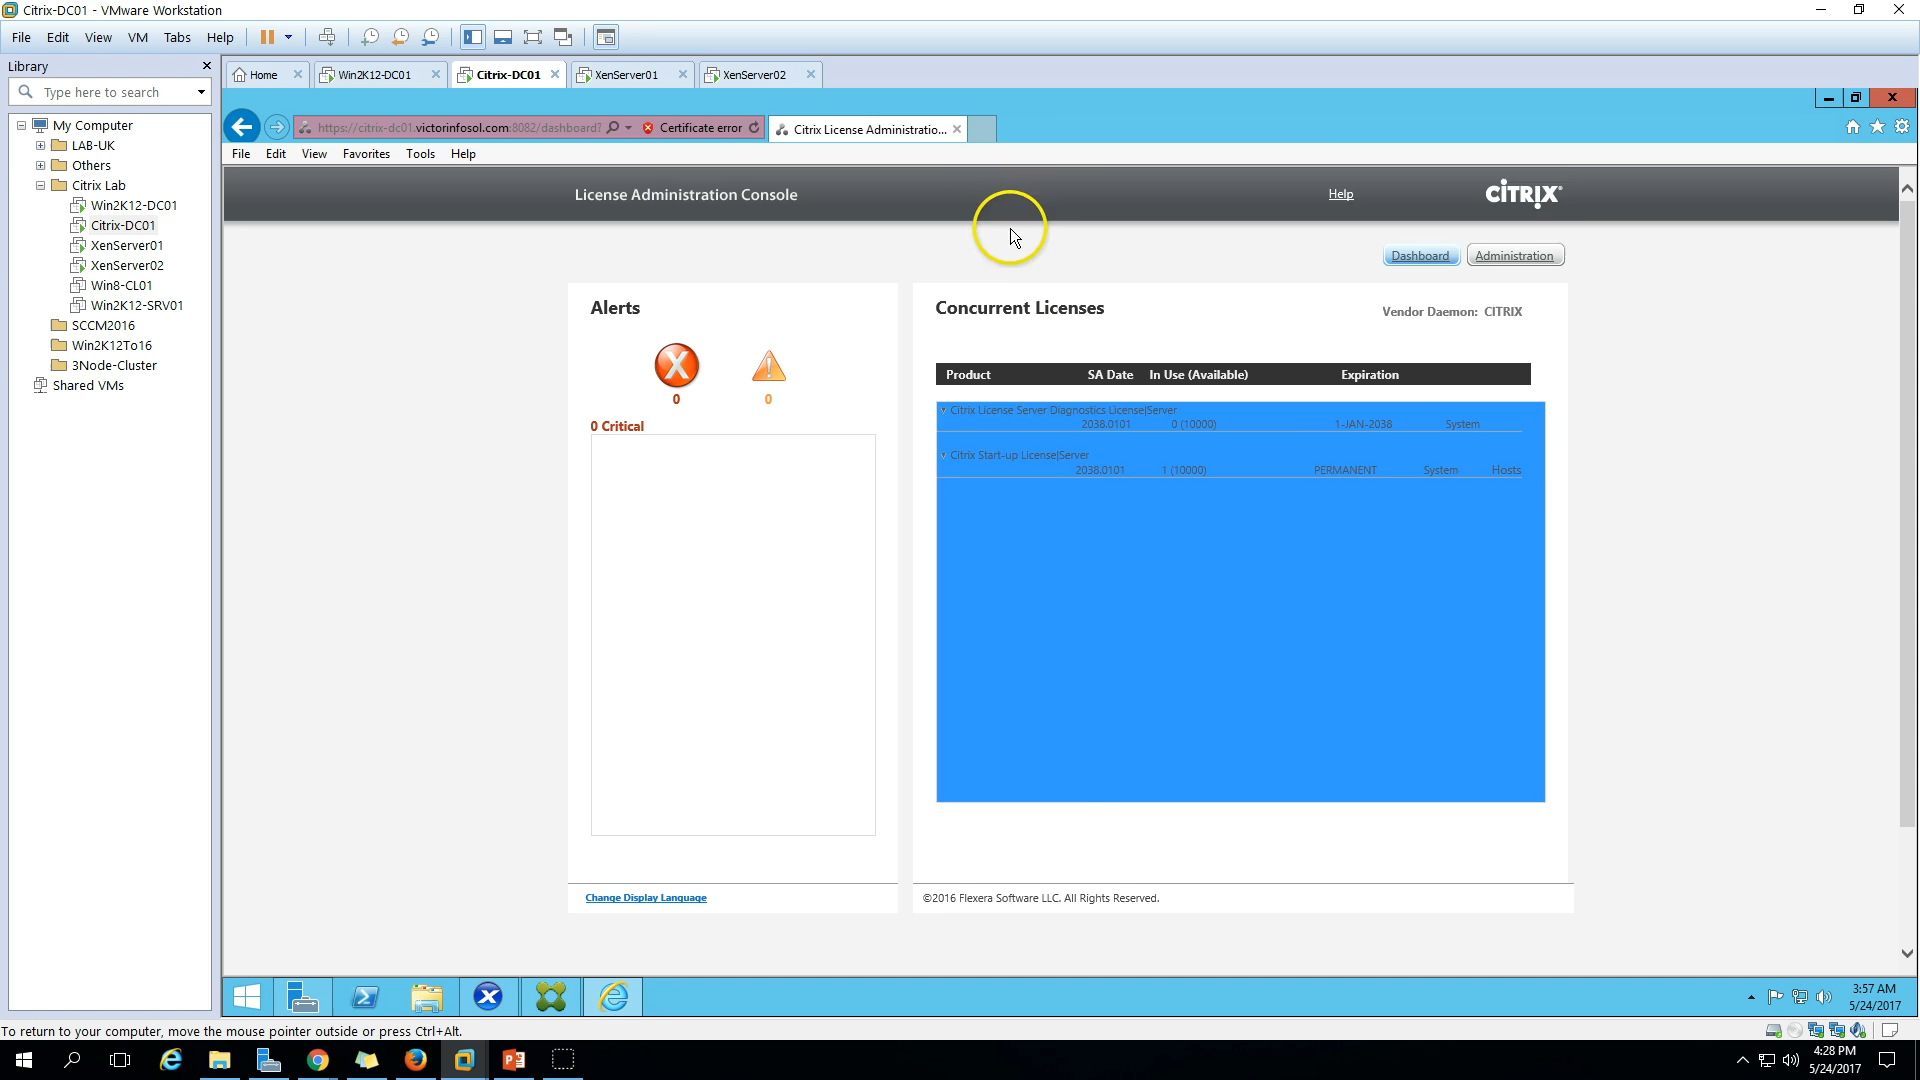 Citrix-DC01 - VMware Workstation
File Edit View VM Tabs Help
Library
Type here to search
My Computer
LAB-UK
Others
Citrix Lab
Win2K12-DC01
Citrix-DC01
XenServer01
XenServer02
Win8-CL01
Win2K12-SRV01
SCCM2016
Win2K12To16
3Node-Cluster
Shared VMs
Home Win2K12-DC01 Citrix-DC01 XenServer01 XenServer02
https://citrix-dc01.victorinfosol.com:8082/dashboard? Certificate error Citrix License Administratio...
File Edit View Favorites Tools Help
License Administration Console Help CİTRIX®
Dashboard Administration
Alerts
0 0
0 Critical
Change Display Language
Concurrent Licenses Vendor Daemon: CITRIX
Product SA Date In Use (Available) Expiration
Citrix License Server Diagnostics License|Server
2038.0101 0 (10000) 1-JAN-2038 System
Citrix Start-up License|Server
2038.0101 1 (10000) PERMANENT System Hosts
©2016 Flexera Software LLC. All Rights Reserved.
3:57 AM
5/24/2017
To return to your computer, move the mouse pointer outside or press Ctrl+Alt.
4:28 PM
5/24/2017